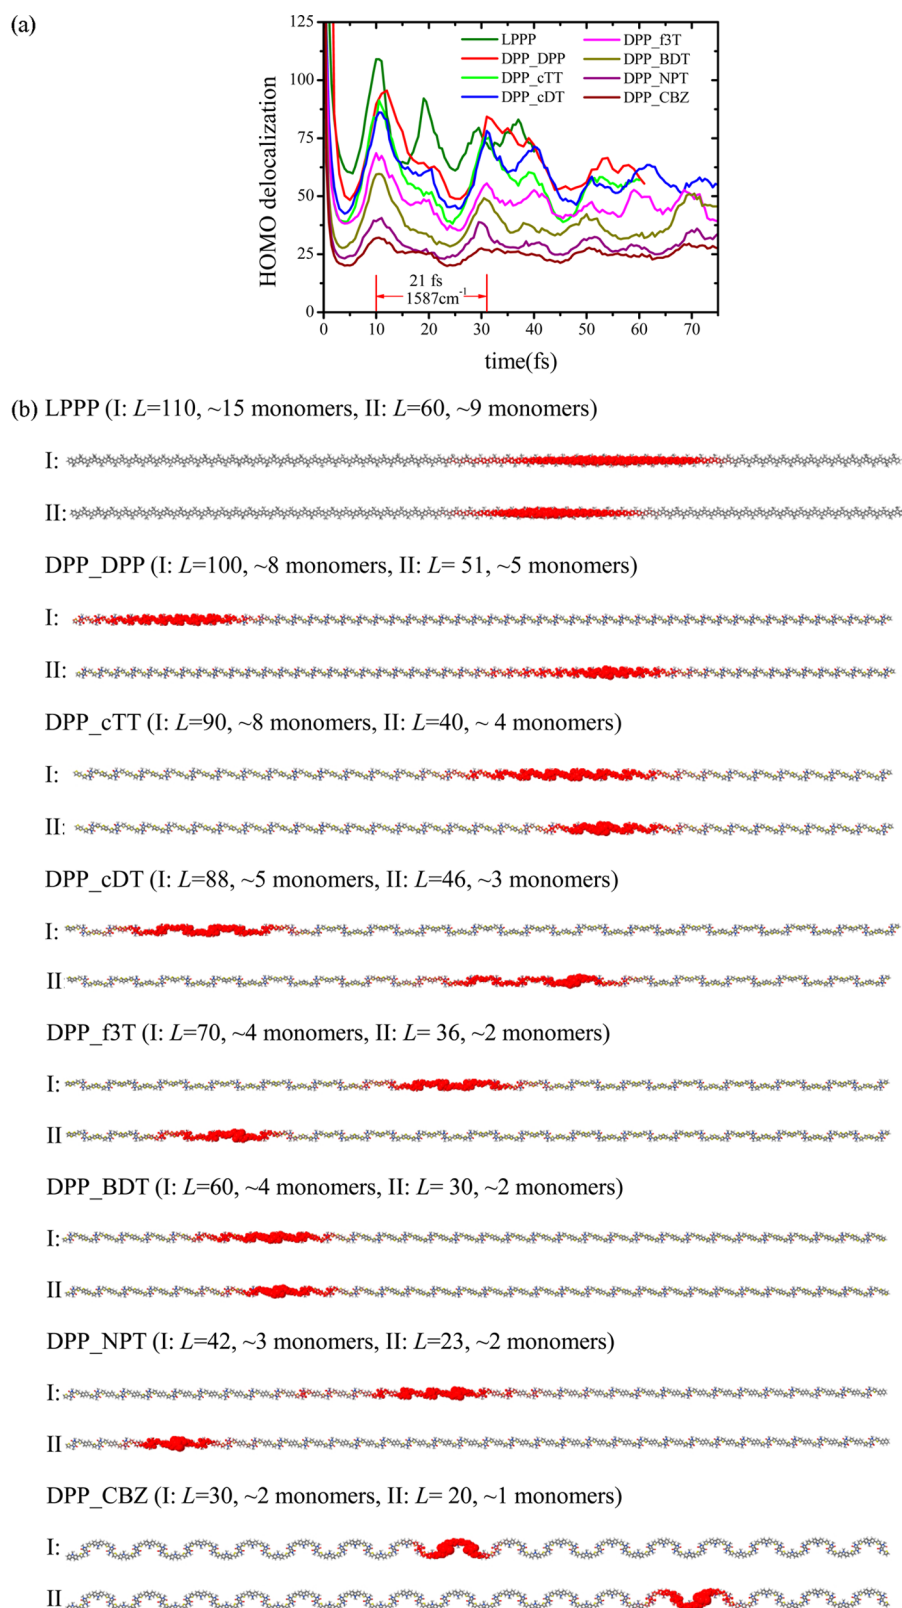 (a)
125
100
75
50
25
0
HOMO delocalization
LPPP
DPP_DPP
DPP_cTT
DPP_cDT
DPP_f3T
DPP_BDT
DPP_NPT
DPP_CBZ
21 fs
1587cm⁻¹
0 10 20 30 40 50 60 70
time(fs)
(b) LPPP (I: L=110, ~15 monomers, II: L=60, ~9 monomers)
I:
II:
DPP_DPP (I: L=100, ~8 monomers, II: L= 51, ~5 monomers)
I:
II:
DPP_cTT (I: L=90, ~8 monomers, II: L=40, ~ 4 monomers)
I:
II:
DPP_cDT (I: L=88, ~5 monomers, II: L=46, ~3 monomers)
I:
II
DPP_f3T (I: L=70, ~4 monomers, II: L= 36, ~2 monomers)
I:
II
DPP_BDT (I: L=60, ~4 monomers, II: L= 30, ~2 monomers)
I:
II
DPP_NPT (I: L=42, ~3 monomers, II: L=23, ~2 monomers)
I:
II
DPP_CBZ (I: L=30, ~2 monomers, II: L= 20, ~1 monomers)
I:
II